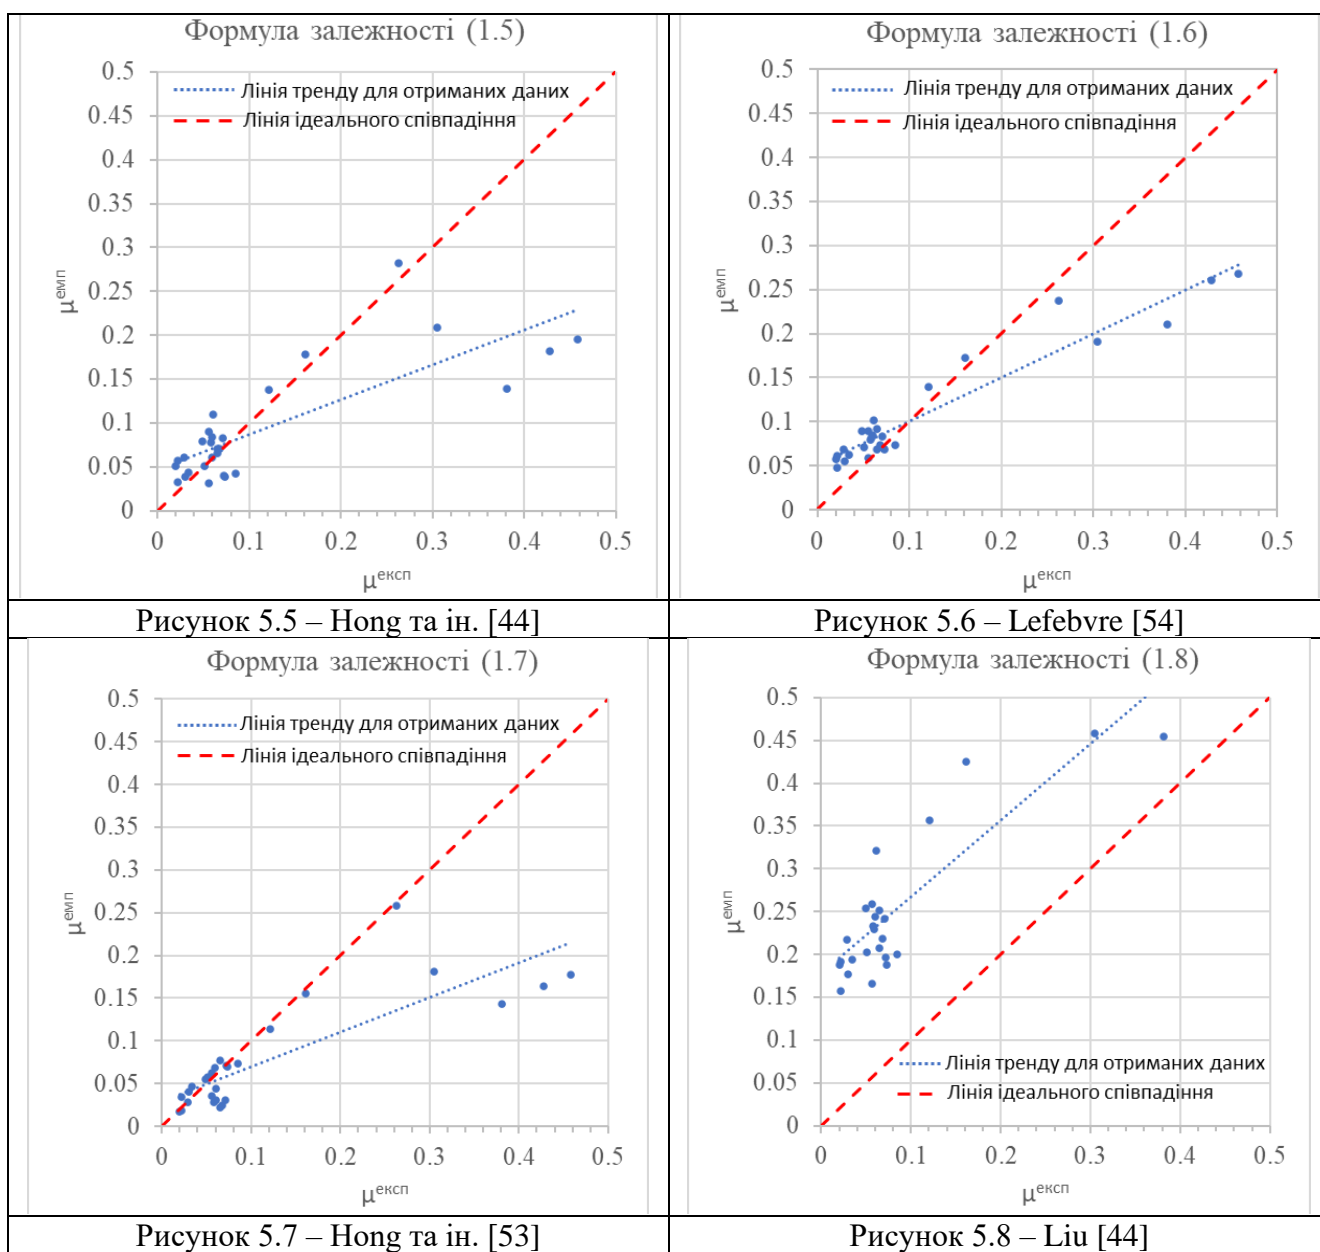 Формула залежності (1.5)
0.5
0.45
0.4
0.35
0.3
0.25
0.2
0.15
0.1
0.05
0
Лінія тренду для отриманих даних
Лінія ідеального співпадіння
μемп
0 0.1 0.2 0.3 0.4 0.5
μексп
Рисунок 5.5 – Hong та ін. [44]
Формула залежності (1.6)
0.5
0.45
0.4
0.35
0.3
0.25
0.2
0.15
0.1
0.05
0
Лінія тренду для отриманих даних
Лінія ідеального співпадіння
μемп
0 0.1 0.2 0.3 0.4 0.5
μексп
Рисунок 5.6 – Lefebvre [54]
Формула залежності (1.7)
0.5
0.45
0.4
0.35
0.3
0.25
0.2
0.15
0.1
0.05
0
Лінія тренду для отриманих даних
Лінія ідеального співпадіння
μемп
0 0.1 0.2 0.3 0.4 0.5
μексп
Рисунок 5.7 – Hong та ін. [53]
Формула залежності (1.8)
0.5
0.45
0.4
0.35
0.3
0.25
0.2
0.15
0.1
0.05
0
Лінія тренду для отриманих даних
Лінія ідеального співпадіння
μемп
0 0.1 0.2 0.3 0.4 0.5
μексп
Рисунок 5.8 – Liu [44]